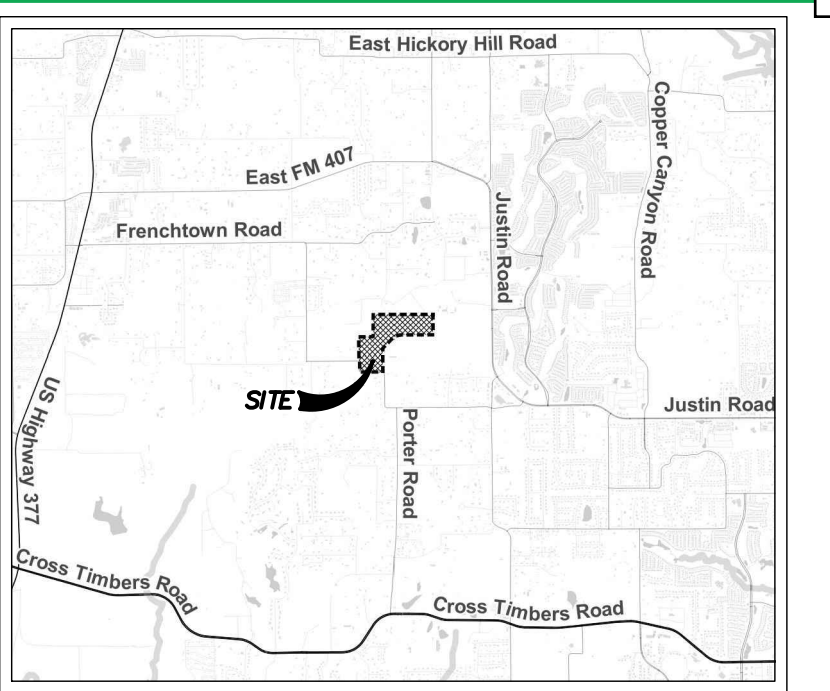 East Hickory Hill Road
Copper Canyon Road
East FM 407
Justin Road
Frenchtown Road
SITE
US Highway 377
Porter Road
Justin Road
Cross Timbers Road
Cross Timbers Road